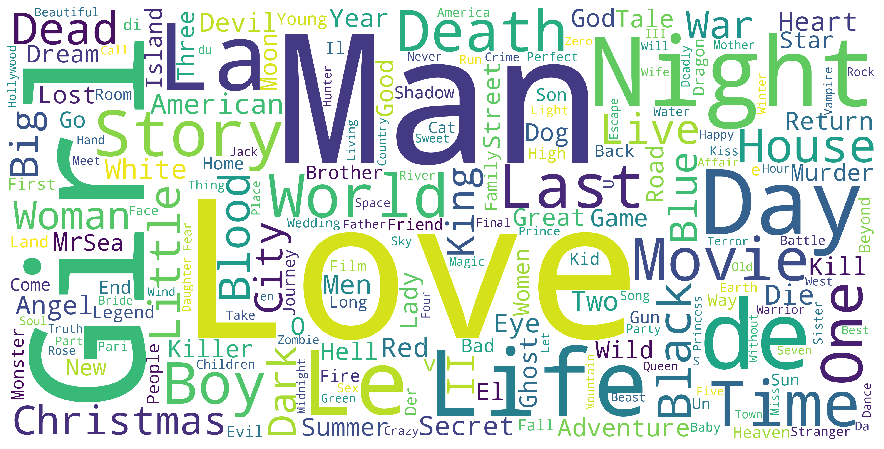 Love
Man
Girl
Night
Day
Life
La
Le
de
Story
Death
Dead
World
Last
House
Time
One
Movie
Black
Boy
Christmas
Woman
Little
Big
Blood
City
King
Dark
War
Live
Blue
White
American
Devil
Island
Lost
Dream
Moon
Three
Good
Year
Young
Il
Tale
God
Heart
Star
Return
Murder
Kill
Die
Two
Game
Great
Road
Dog
Street
Family
Men
Lady
Women
Eye
Ghost
Red
Hell
II
El
Wild
Secret
Summer
Adventure
Killer
Angel
MrSea
Legend
End
Come
New
People
Monster
Evil
Fire
Bad
Gun
Way
Kid
Friend
Father
Brother
Shadow
Son
Cat
High
Back
Home
Room
Go
di
Beautiful
Call
du
Hollywood
Hand
Meet
Jack
First
Face
Thing
Place
Land
Daughter
Fear
Wind
Bride
Soul
Truth
Part
Rose
Pari
Children
Zombie
Take
Long
Film
Journey
Wedding
Space
River
Living
Country
Sweet
Hunter
Never
Crime
Run
Perfect
Zero
America
III
Will
Mother
Wife
Deadly
Dragon
Light
Escape
Water
Winter
Vampire
Rock
Happy
Kiss
Affair
Hour
e
U
Beyond
Final
Prince
Sky
Magic
Four
Song
Party
Terror
Battle
Old
Earth
West
Warrior
Sister
Best
Without
Seven
Princess
S
Let
Queen
Beast
Mountain
Five
Town
Miss
Sun
Un
Baby
Heaven
Stranger
Da
Dance
Fall
Der
V
O
en
Sex
Green
Midnight
Crazy